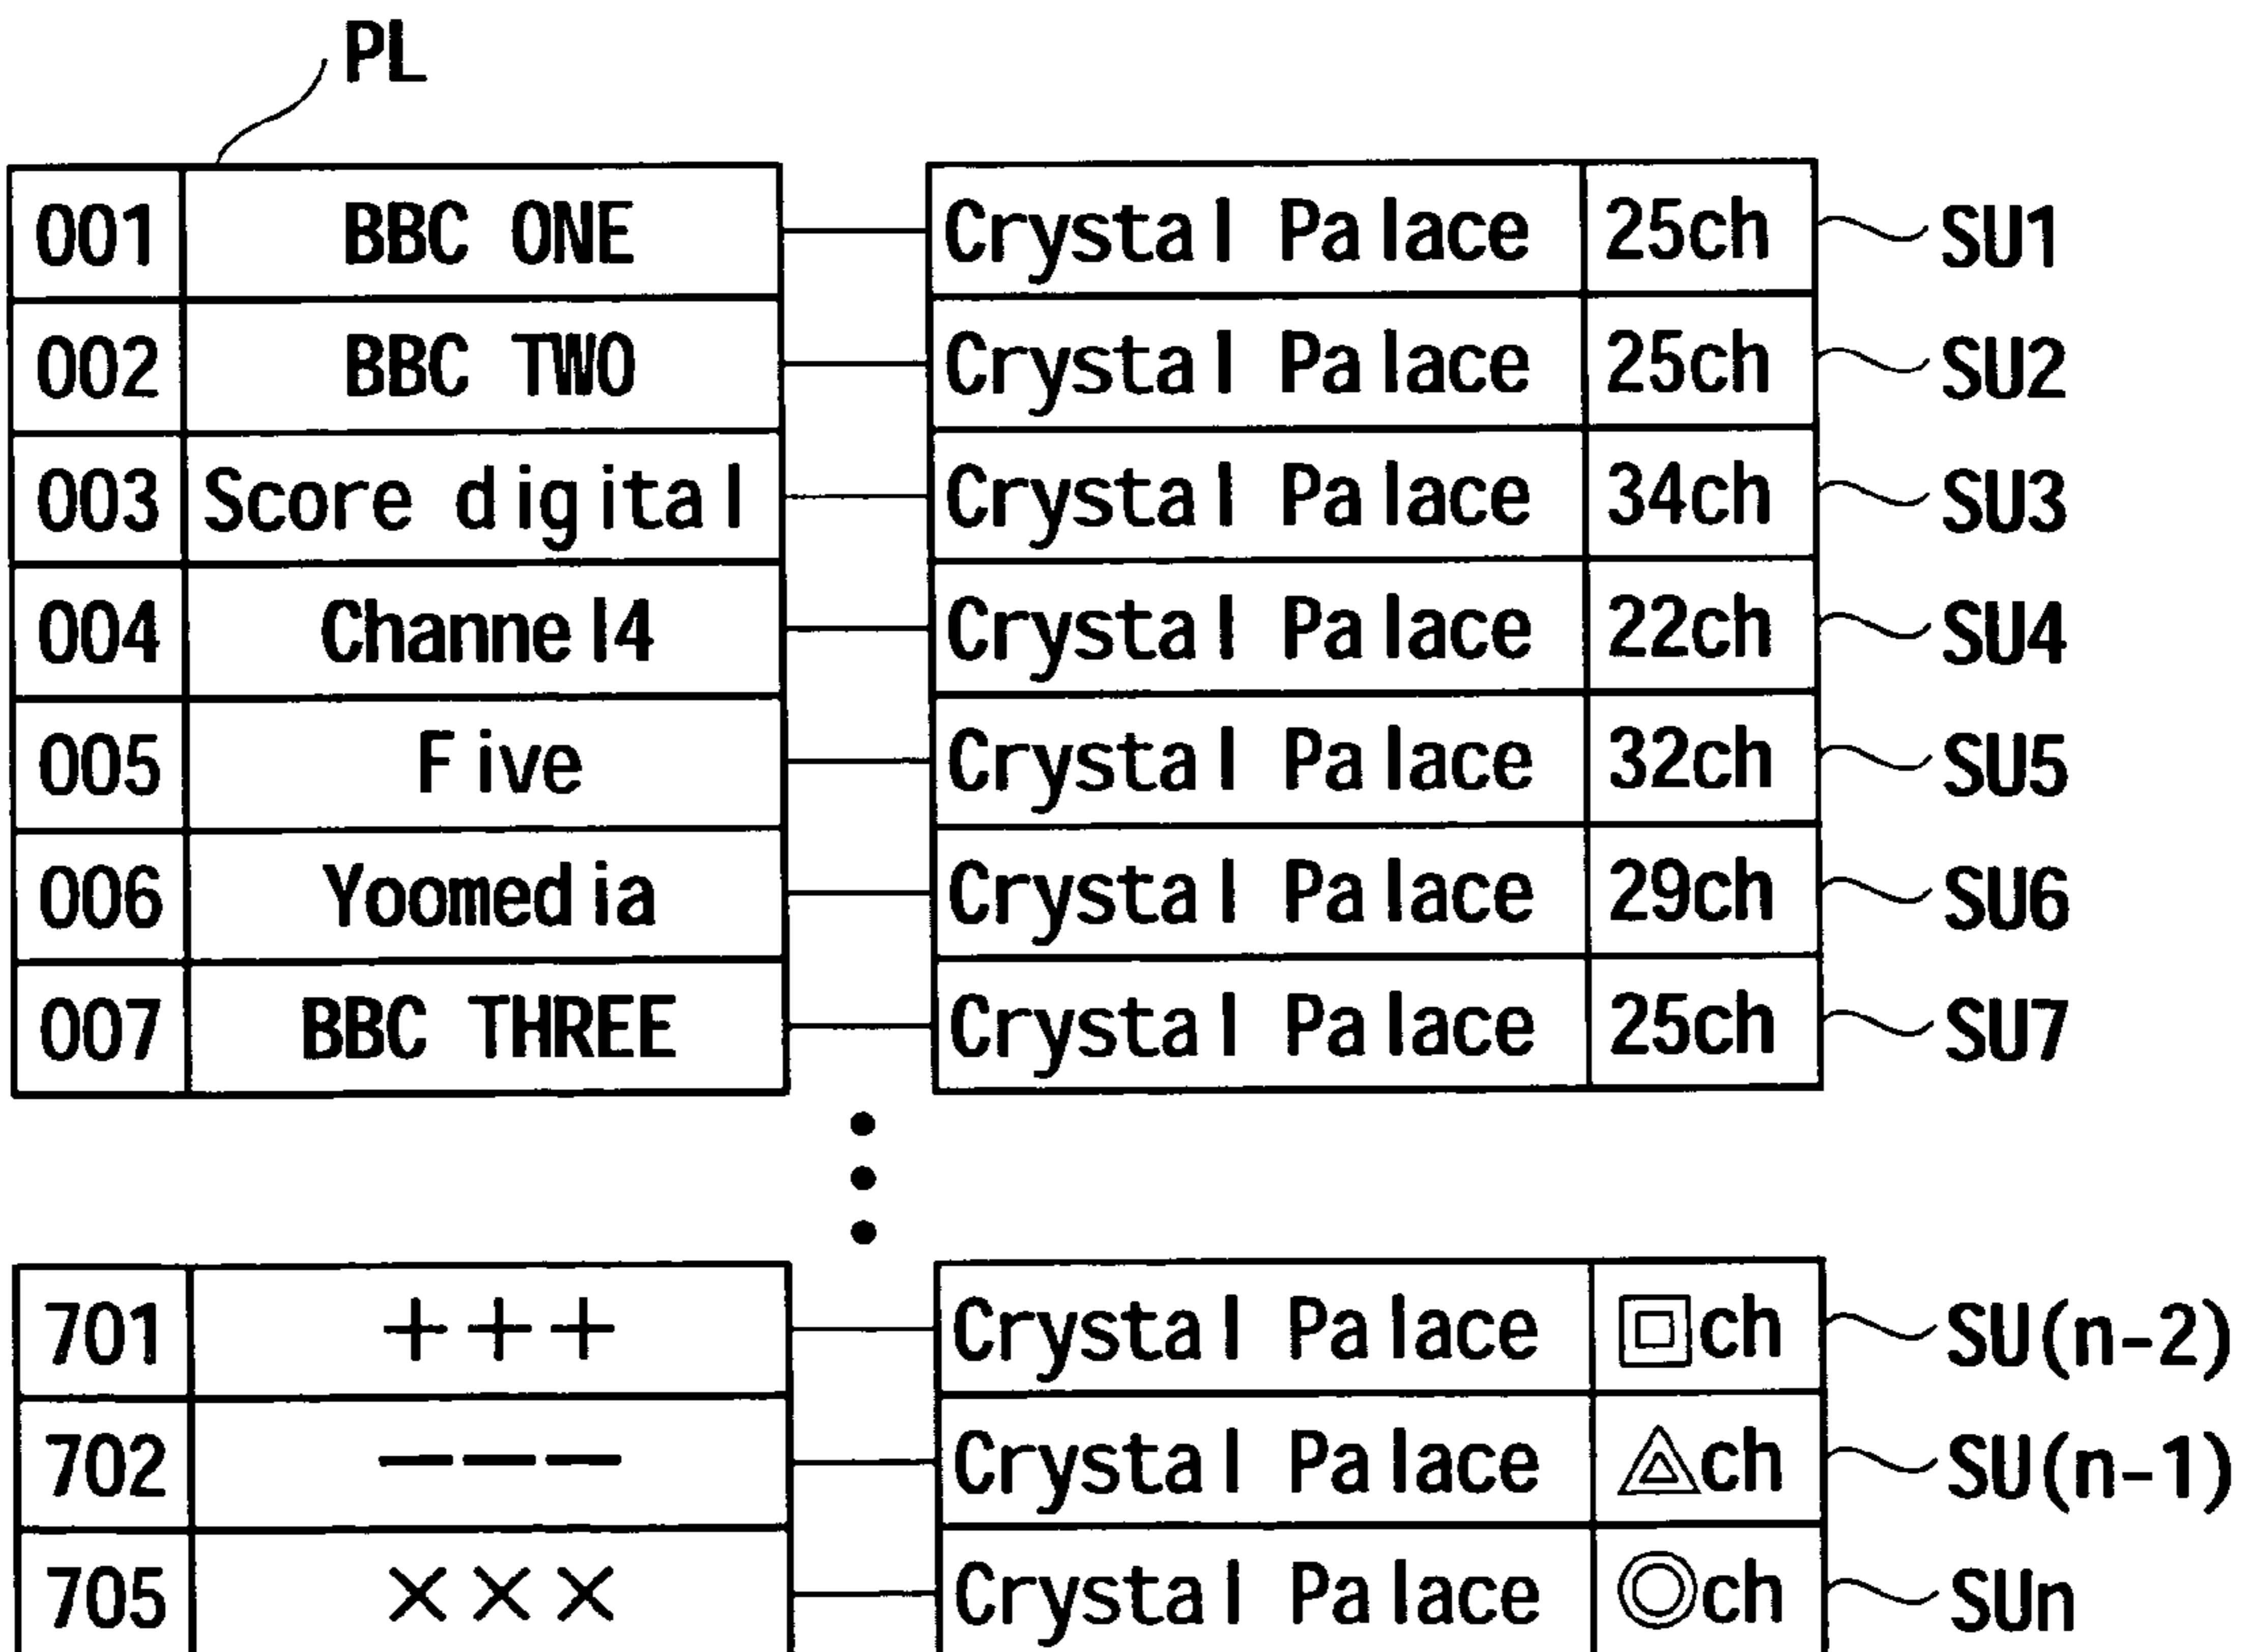 PL
001 BBC ONE Crystal Palace 25ch SU1
002 BBC TWO Crystal Palace 25ch SU2
003 Score digital Crystal Palace 34ch SU3
004 Channel4 Crystal Palace 22ch SU4
005 Five Crystal Palace 32ch SU5
006 Yoomedia Crystal Palace 29ch SU6
007 BBC THREE Crystal Palace 25ch SU7
701 +++ Crystal Palace ch SU(n-2)
702 ——— Crystal Palace ch SU(n-1)
705 ××× Crystal Palace ◎ch SUn